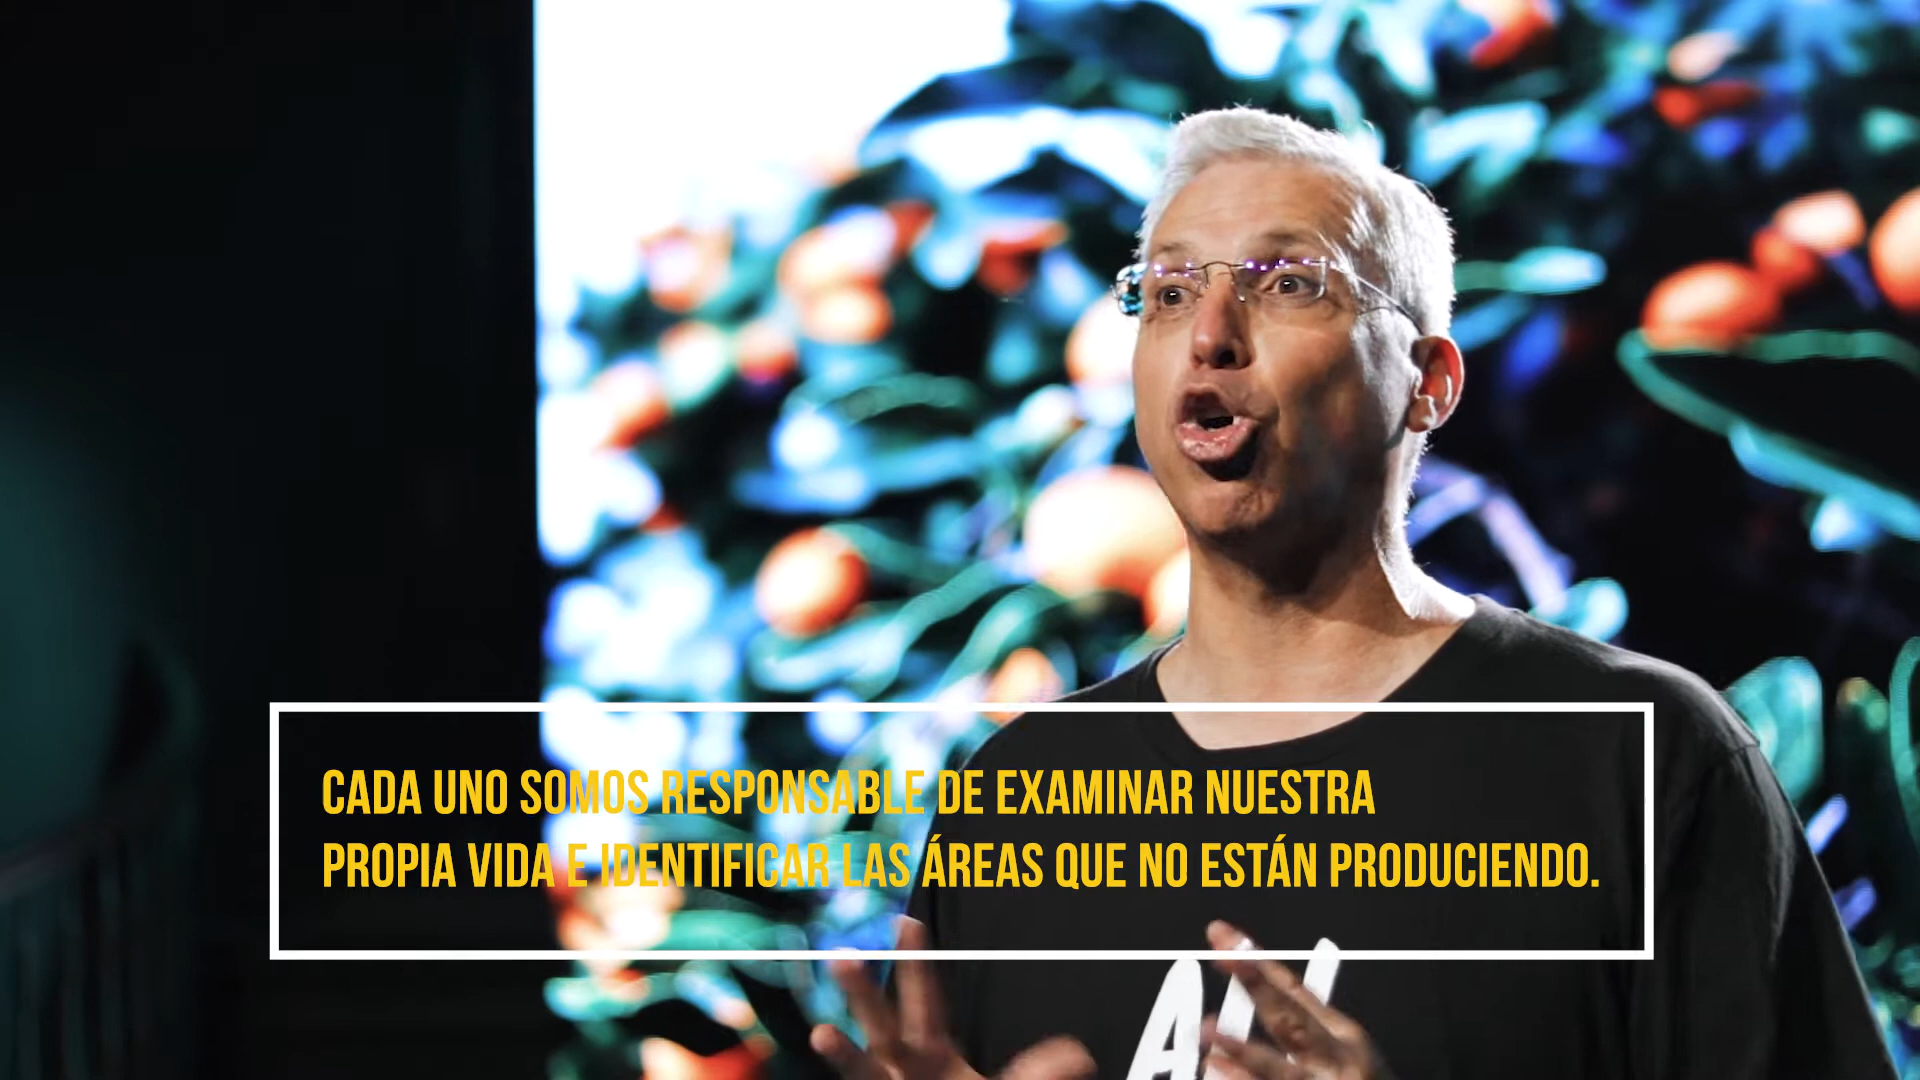 CADA UNO SOMOS RESPONSABLE DE EXAMINAR NUESTRA
PROPIA VIDA E IDENTIFICAR LAS ÁREAS QUE NO ESTÁN PRODUCIENDO.